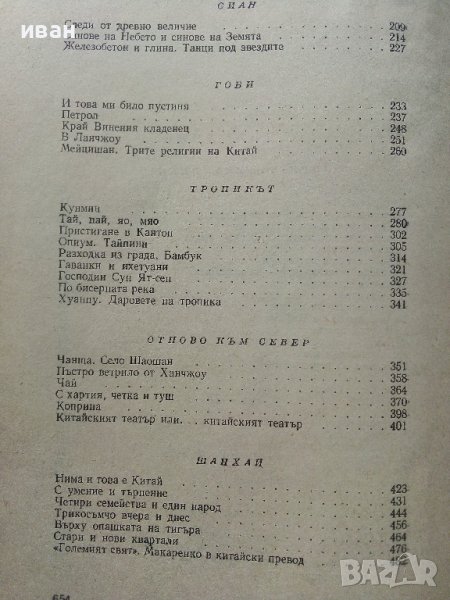 иван
СИАН
Следи от древно величие 209
Синове на Небето и синове на Земята 214
Железобетон и глина. Танци под звездите 227
ГОБИ
И това ми било пустиня 233
Петрол 237
Край Винения кладенец 248
В Ланчжоу 251
Мейцишан. Трите религии на Китай 260
ТРОПИКЪТ
Кунмин 277
Тай, пай, яо, мяо 280
Пристигане в Кантон 302
Опиум. Тайпини 305
Разходка из града. Бамбук 314
Гаванки и ихетуани 321
Господин Сун Ят-сен 327
По бисерната река 335
Хуанпу. Даровете на тропика 341
ОТНОВО КЪМ СЕВЕР
Чанша. Село Шаошан 351
Пъстро ветрило от Ханчжоу 358
Чай 364
С хартия, четка и туш 370
Коприна 398
Китайският театър или... китайският театър 401
ШАНХАЙ
Нима и това е Китай 423
С умение и търпение 431
Четири семейства и един народ 444
Трикосъмчо вчера и днес 456
Върху опашката на тигъра 464
Стари и нови квартали 476
«Големият свят». Макаренко в китайски превод
654
bazar.bg